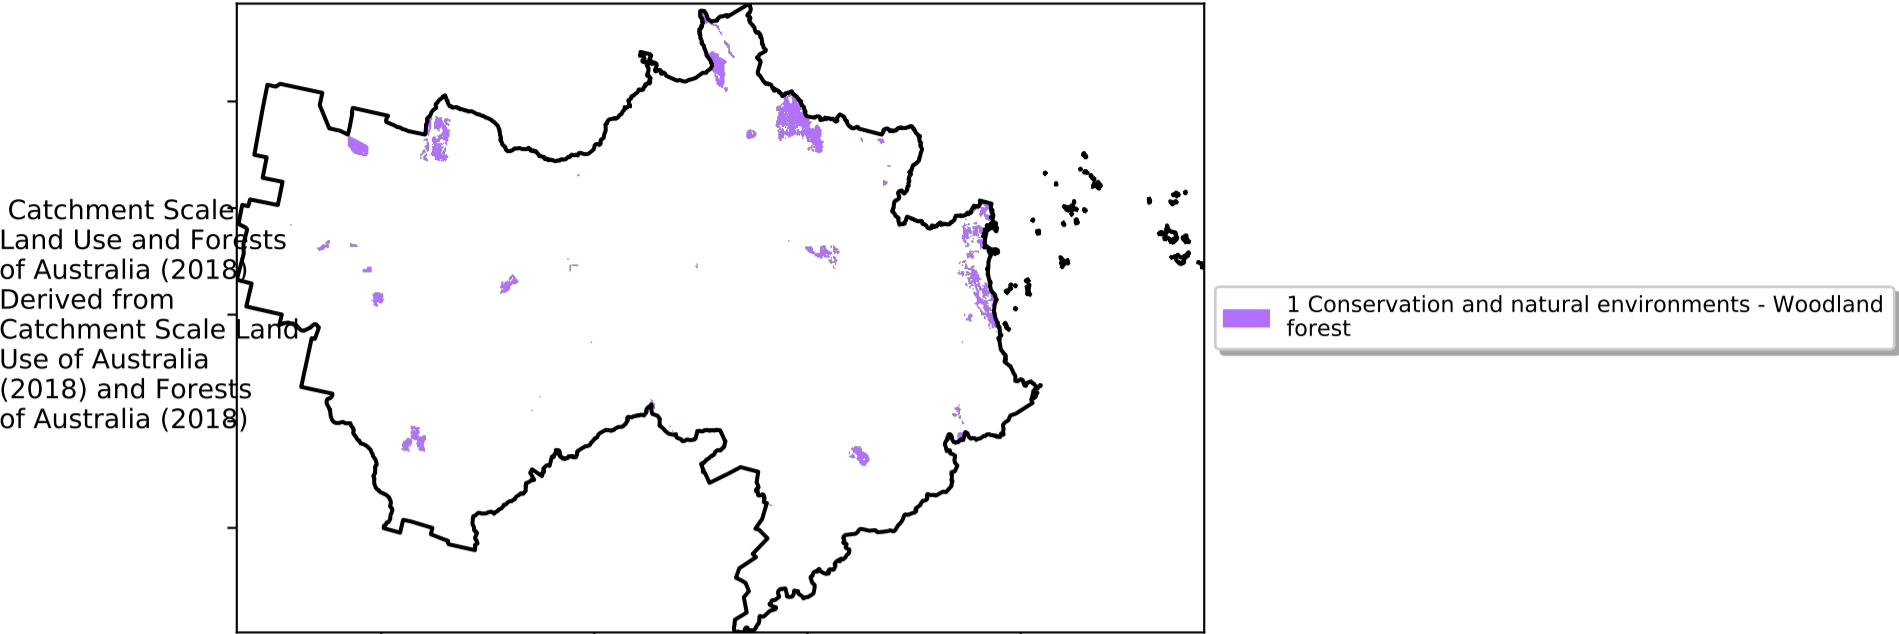 Catchment Scale
Land Use and Forests
of Australia (2018)
Derived from
Catchment Scale Land
Use of Australia
(2018) and Forests
of Australia (2018)
1 Conservation and natural environments - Woodland
forest